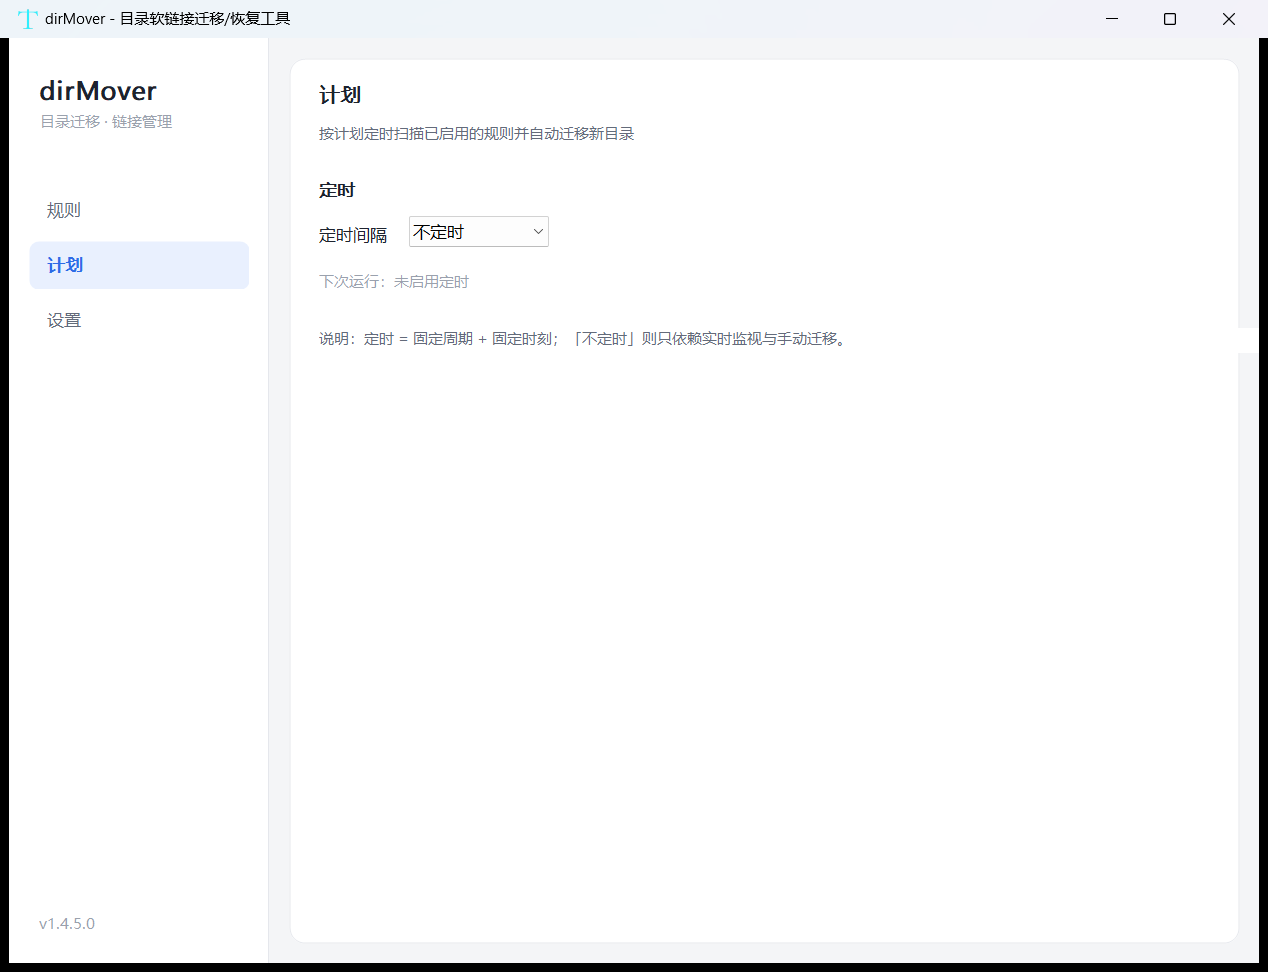 dirMover - 目录软链接迁移/恢复工具
dirMover
目录迁移 · 链接管理
规则
计划
设置
v1.4.5.0
计划
按计划定时扫描已启用的规则并自动迁移新目录
定时
定时间隔 不定时
下次运行：未启用定时
说明：定时 = 固定周期 + 固定时刻；「不定时」则只依赖实时监视与手动迁移。